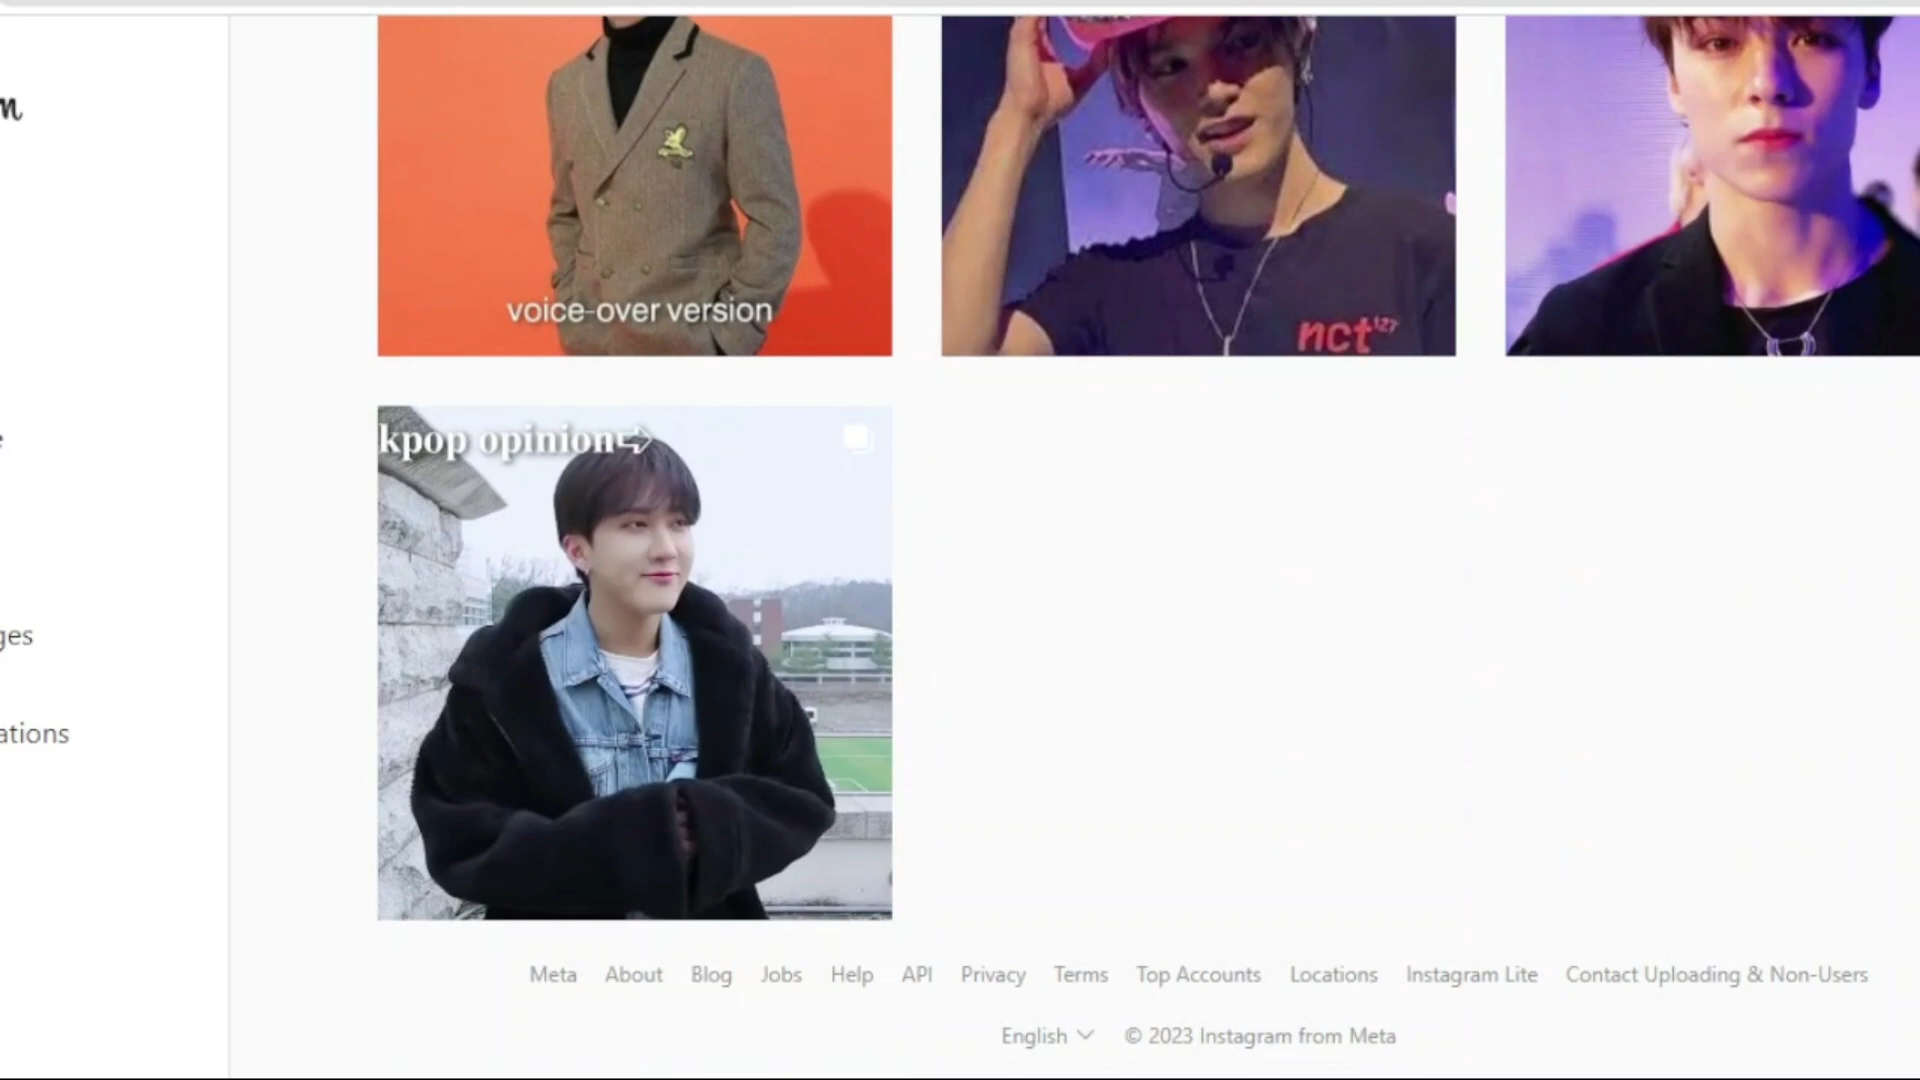 voice-over version
nct127
kpop opinion
ges
ations
Meta About Blog Jobs Help API Privacy Terms Top Accounts Locations Instagram Lite Contact Uploading & Non-Users
English © 2023 Instagram from Meta